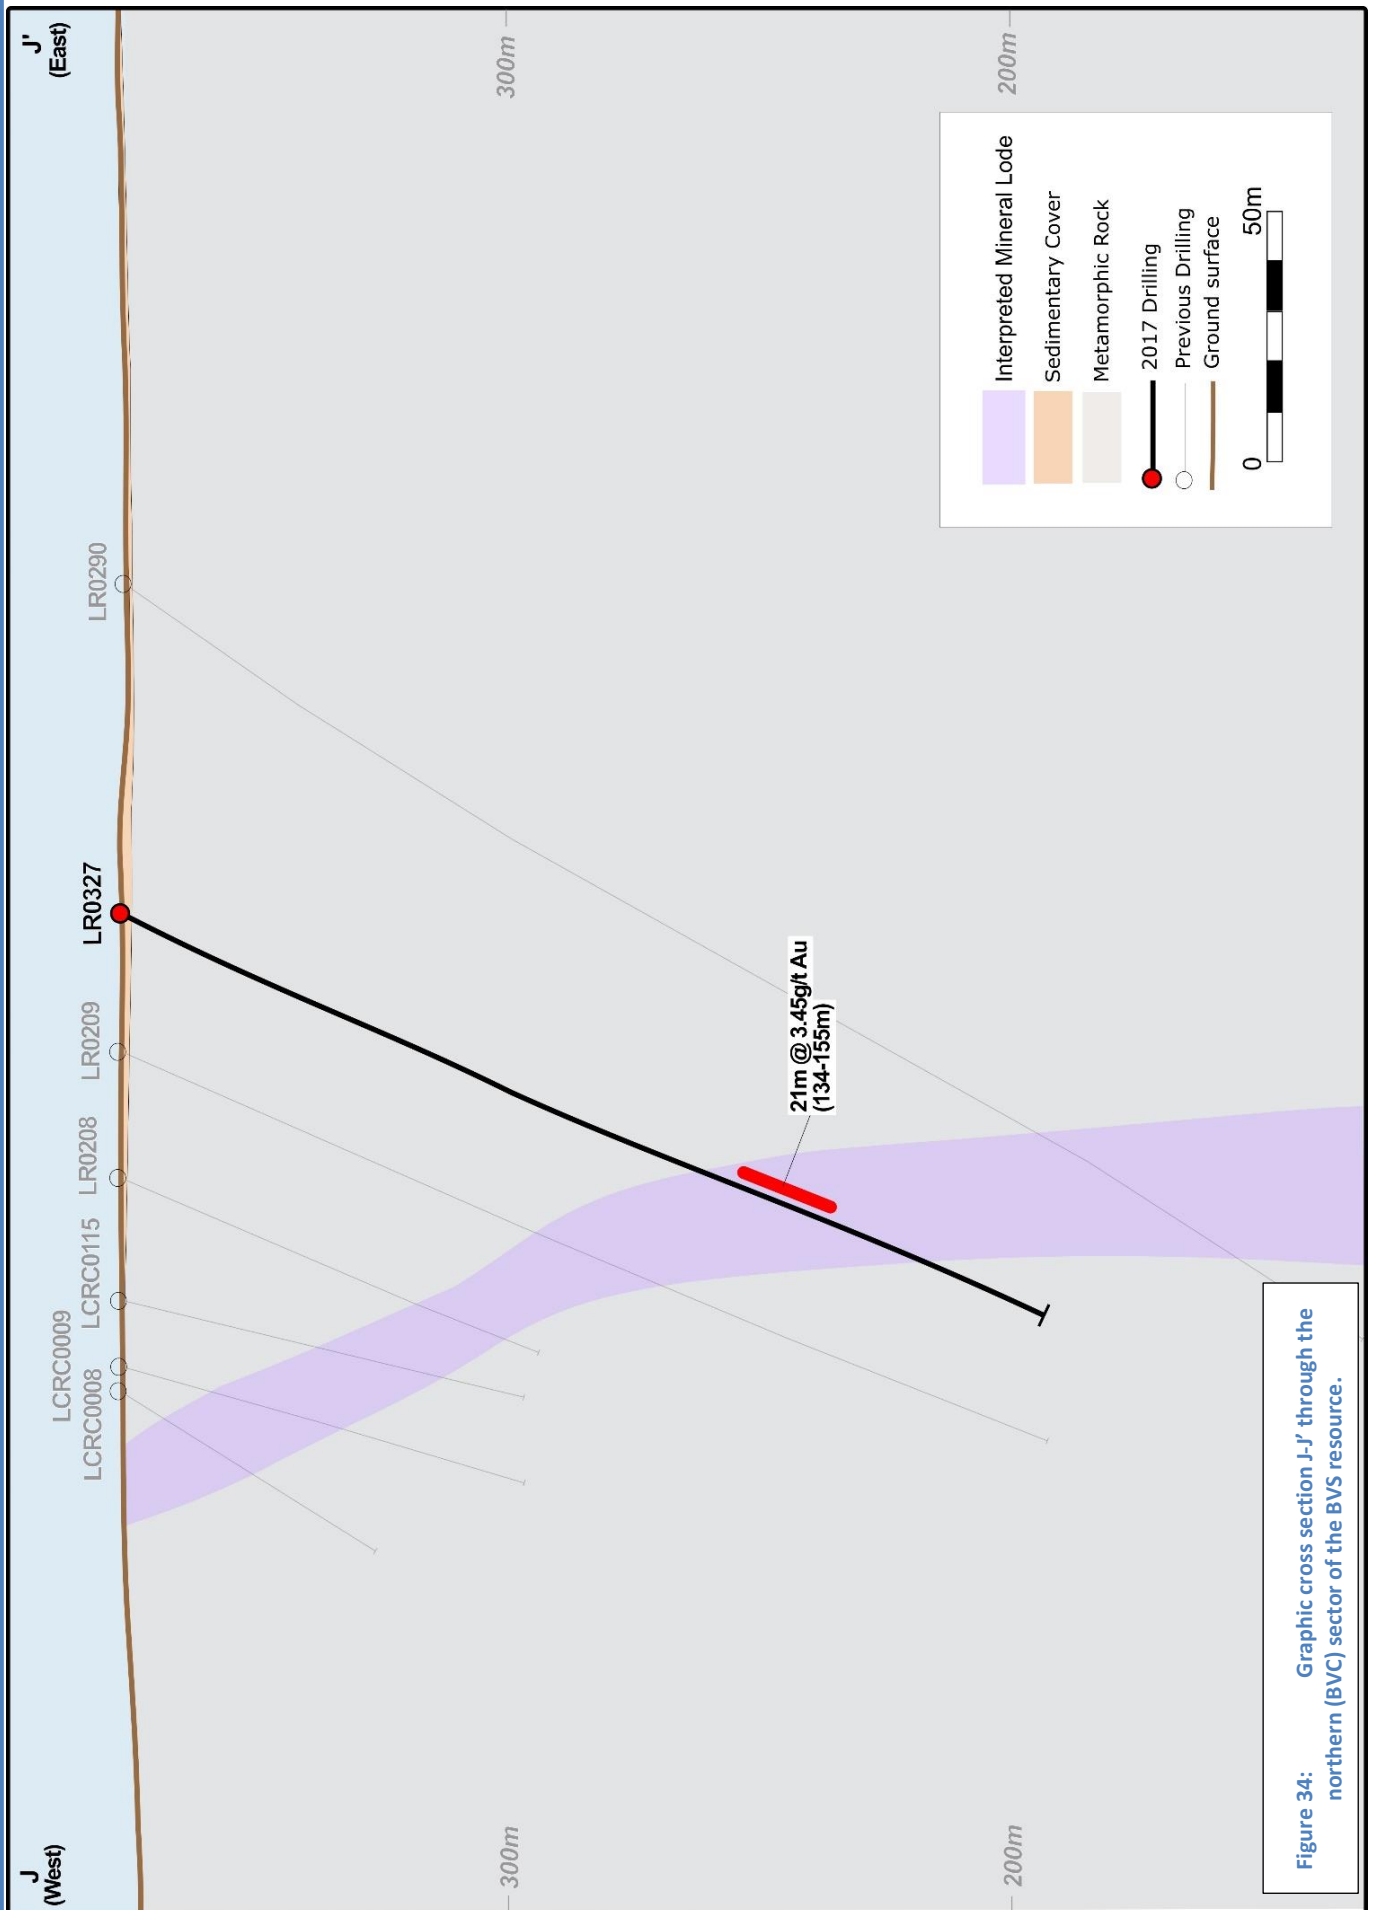 J
(West)
J'
(East)
LCRC0009
LCRC0008
LCRC0115
LR0208
LR0209
LR0327
LR0290
300m
300m
21m @ 3.45g/t Au
(134-155m)
200m
200m
Interpreted Mineral Lode
Sedimentary Cover
Metamorphic Rock
2017 Drilling
Previous Drilling
Ground surface
0 50m
Figure 34: Graphic cross section J-J’ through the
northern (BVC) sector of the BVS resource.